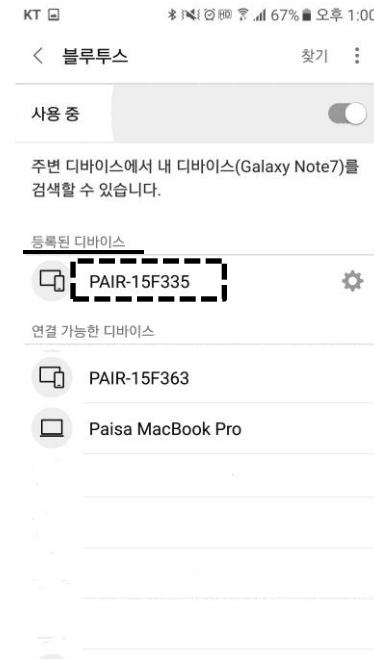 KT HD 67% 오후 1:00
블루투스 찾기
사용 중
주변 디바이스에서 내 디바이스(Galaxy Note7)를
검색할 수 있습니다.
등록된 디바이스
PAIR-15F335
연결 가능한 디바이스
PAIR-15F363
Paisa MacBook Pro